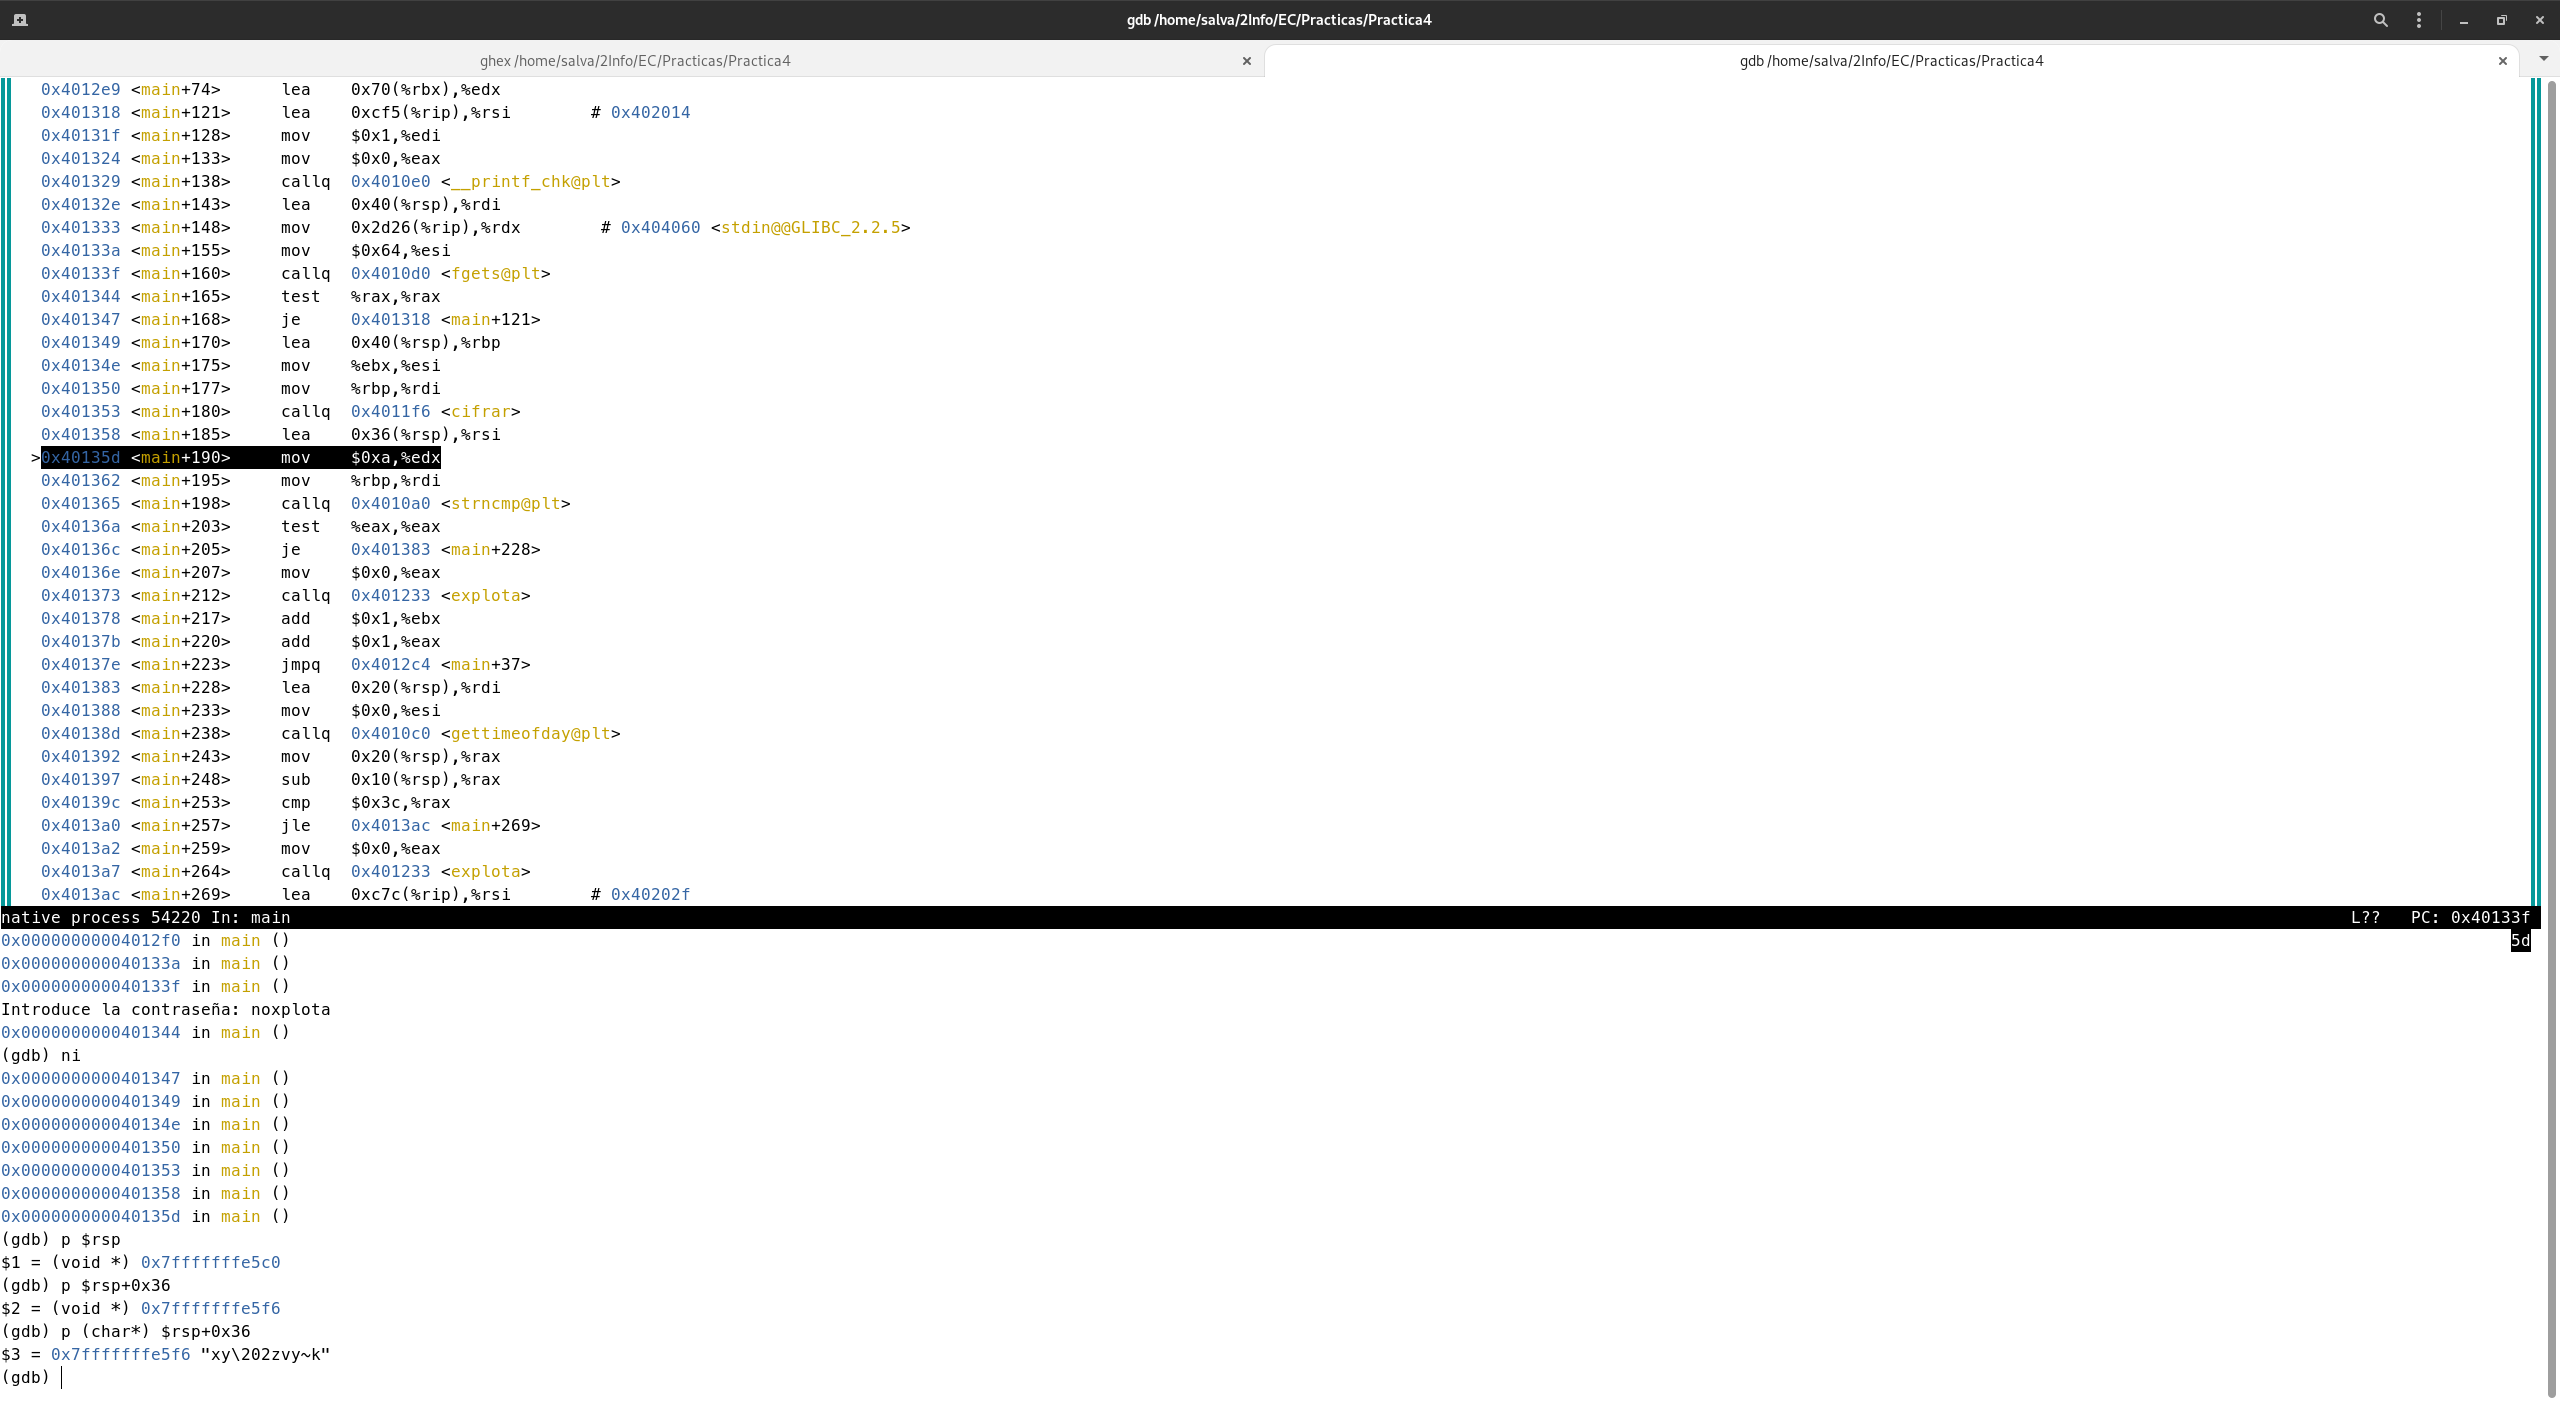 gdb /home/salva/2Info/EC/Practicas/Practica4
ghex /home/salva/2Info/EC/Practicas/Practica4
gdb /home/salva/2Info/EC/Practicas/Practica4
0x4012e9 <main+74> lea 0x70(%rbx),%edx
0x401318 <main+121> lea 0xcf5(%rip),%rsi # 0x402014
0x40131f <main+128> mov $0x1,%edi
0x401324 <main+133> mov $0x0,%eax
0x401329 <main+138> callq 0x4010e0 <__printf_chk@plt>
0x40132e <main+143> lea 0x40(%rsp),%rdi
0x401333 <main+148> mov 0x2d26(%rip),%rdx # 0x404060 <stdin@@GLIBC_2.2.5>
0x40133a <main+155> mov $0x64,%esi
0x40133f <main+160> callq 0x4010d0 <fgets@plt>
0x401344 <main+165> test %rax,%rax
0x401347 <main+168> je 0x401318 <main+121>
0x401349 <main+170> lea 0x40(%rsp),%rbp
0x40134e <main+175> mov %ebx,%esi
0x401350 <main+177> mov %rbp,%rdi
0x401353 <main+180> callq 0x4011f6 <cifrar>
0x401358 <main+185> lea 0x36(%rsp),%rsi
>0x40135d <main+190> mov $0xa,%edx
0x401362 <main+195> mov %rbp,%rdi
0x401365 <main+198> callq 0x4010a0 <strncmp@plt>
0x40136a <main+203> test %eax,%eax
0x40136c <main+205> je 0x401383 <main+228>
0x40136e <main+207> mov $0x0,%eax
0x401373 <main+212> callq 0x401233 <explota>
0x401378 <main+217> add $0x1,%ebx
0x40137b <main+220> add $0x1,%eax
0x40137e <main+223> jmpq 0x4012c4 <main+37>
0x401383 <main+228> lea 0x20(%rsp),%rdi
0x401388 <main+233> mov $0x0,%esi
0x40138d <main+238> callq 0x4010c0 <gettimeofday@plt>
0x401392 <main+243> mov 0x20(%rsp),%rax
0x401397 <main+248> sub 0x10(%rsp),%rax
0x40139c <main+253> cmp $0x3c,%rax
0x4013a0 <main+257> jle 0x4013ac <main+269>
0x4013a2 <main+259> mov $0x0,%eax
0x4013a7 <main+264> callq 0x401233 <explota>
0x4013ac <main+269> lea 0xc7c(%rip),%rsi # 0x40202f
native process 54220 In: main L?? PC: 0x40133f
0x00000000004012f0 in main () 5d
0x000000000040133a in main ()
0x000000000040133f in main ()
Introduce la contraseña: noxplota
0x0000000000401344 in main ()
(gdb) ni
0x0000000000401347 in main ()
0x0000000000401349 in main ()
0x000000000040134e in main ()
0x0000000000401350 in main ()
0x0000000000401353 in main ()
0x0000000000401358 in main ()
0x000000000040135d in main ()
(gdb) p $rsp
$1 = (void *) 0x7fffffffe5c0
(gdb) p $rsp+0x36
$2 = (void *) 0x7fffffffe5f6
(gdb) p (char*) $rsp+0x36
$3 = 0x7fffffffe5f6 "xy\202zvy~k"
(gdb)